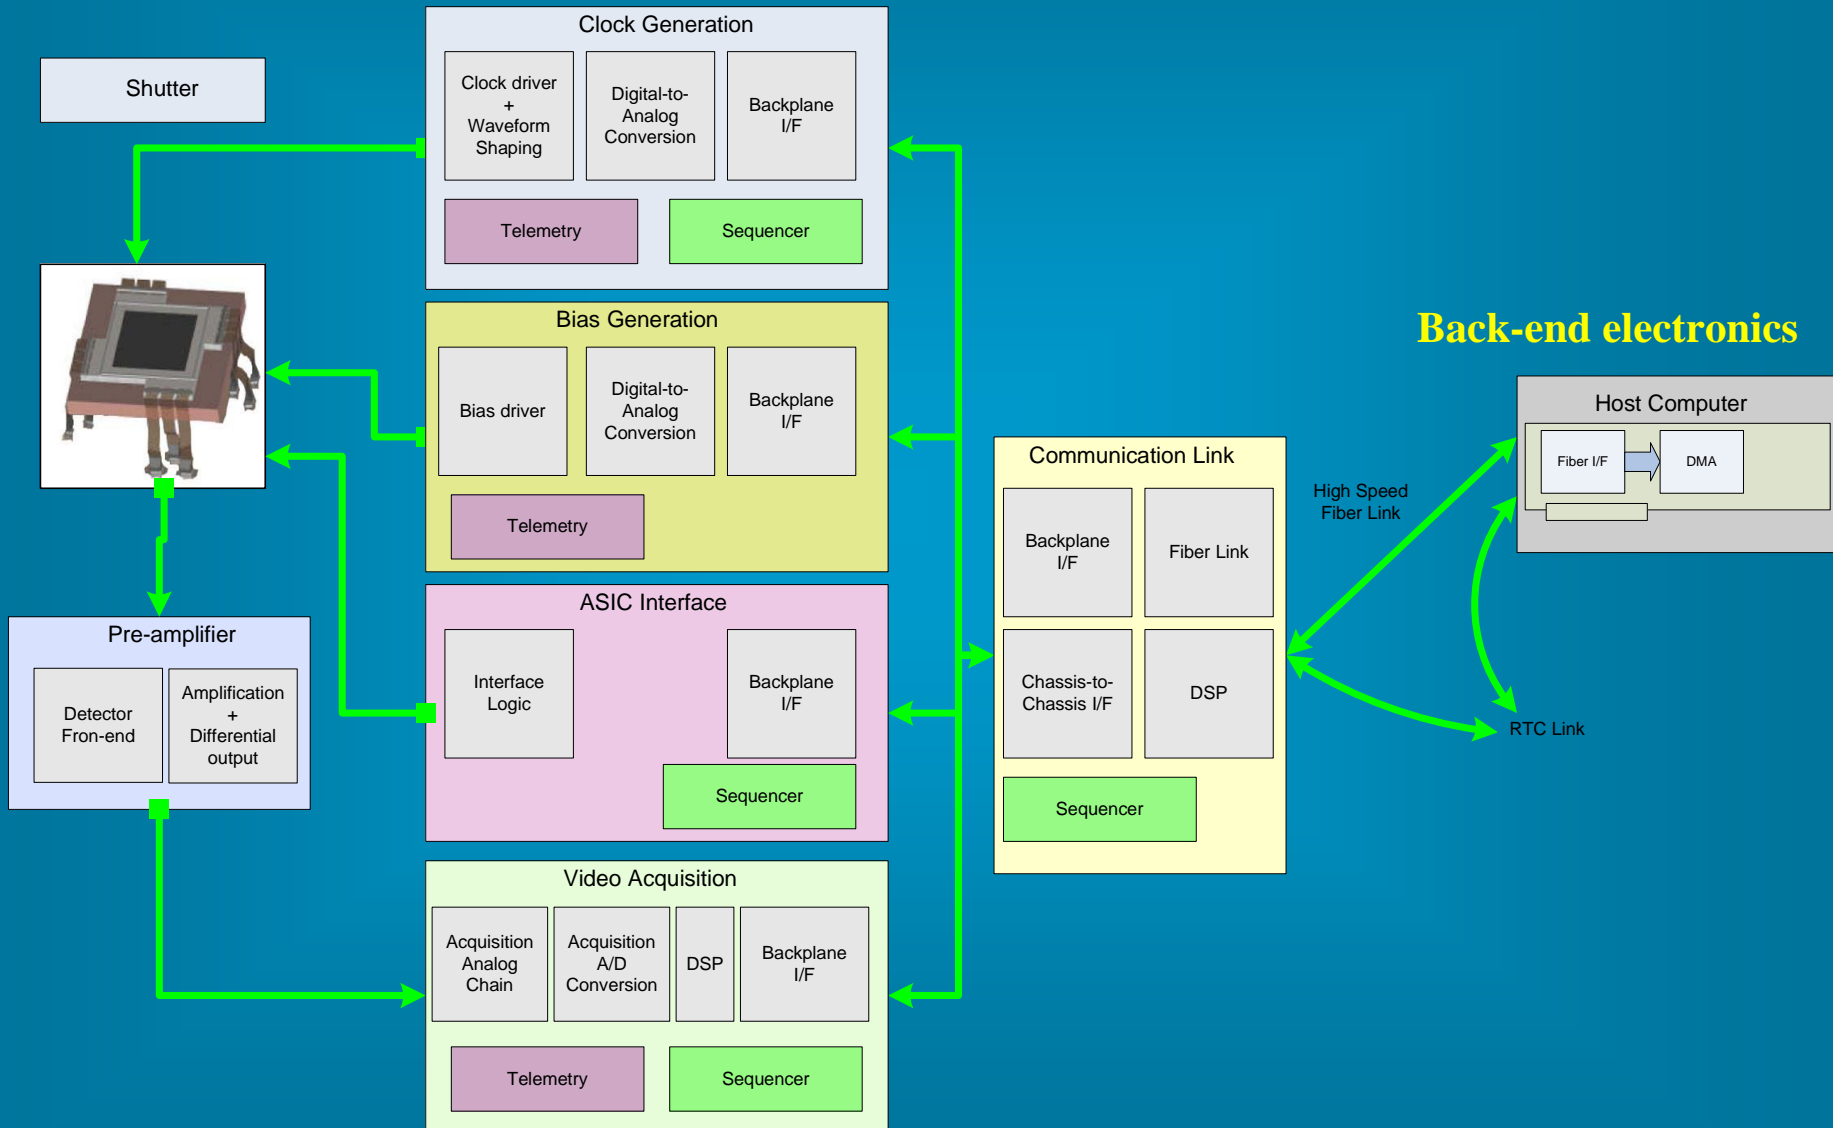 Clock Generation
Clock driver
+
Waveform
Shaping
Digital-to-
Analog
Conversion
Backplane
I/F
Telemetry
Sequencer
Shutter
Bias Generation
Bias driver
Digital-to-
Analog
Conversion
Backplane
I/F
Telemetry
ASIC Interface
Interface
Logic
Backplane
I/F
Sequencer
Pre-amplifier
Detector
Fron-end
Amplification
+
Differential
output
Video Acquisition
Acquisition
Analog
Chain
Acquisition
A/D
Conversion
DSP
Backplane
I/F
Telemetry
Sequencer
Communication Link
Backplane
I/F
Fiber Link
Chassis-to-
Chassis I/F
DSP
Sequencer
High Speed
Fiber Link
Back-end electronics
Host Computer
Fiber I/F
DMA
RTC Link